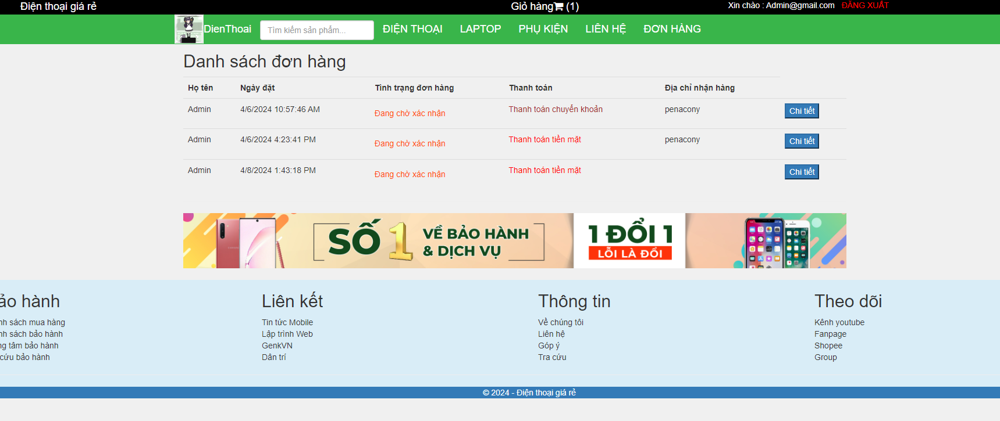 Điện thoại giá rẻ Giỏ hàng (1) Xin chào : Admin@gmail.com ĐĂNG XUẤT
DienThoai Tìm kiếm sản phẩm... ĐIỆN THOẠI LAPTOP PHỤ KIỆN LIÊN HỆ ĐƠN HÀNG
Danh sách đơn hàng
Họ tên Ngày đặt Tình trạng đơn hàng Thanh toán Địa chỉ nhận hàng
Admin 4/6/2024 10:57:46 AM Đang chờ xác nhận Thanh toán chuyển khoản penacony Chi tiết
Admin 4/6/2024 4:23:41 PM Đang chờ xác nhận Thanh toán tiền mặt penacony Chi tiết
Admin 4/8/2024 1:43:18 PM Đang chờ xác nhận Thanh toán tiền mặt Chi tiết
SỐ 1 VỀ BẢO HÀNH
& DỊCH VỤ
1 ĐỔI 1
LỖI LÀ ĐỔI
ảo hành Liên kết Thông tin Theo dõi
nh sách mua hàng Tin tức Mobile Về chúng tôi Kênh youtube
nh sách bảo hành Lập trình Web Liên hệ Fanpage
ng tâm bảo hành GenkVN Góp ý Shopee
cứu bảo hành Dân trí Tra cứu Group
© 2024 - Điện thoại giá rẻ